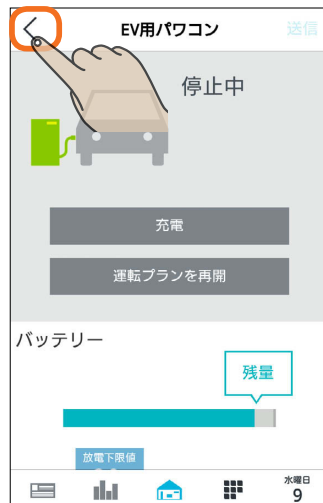 EV用パワコン
送信
停止中
充電
運転プランを再開
バッテリー
残量
放電下限値
水曜日
9